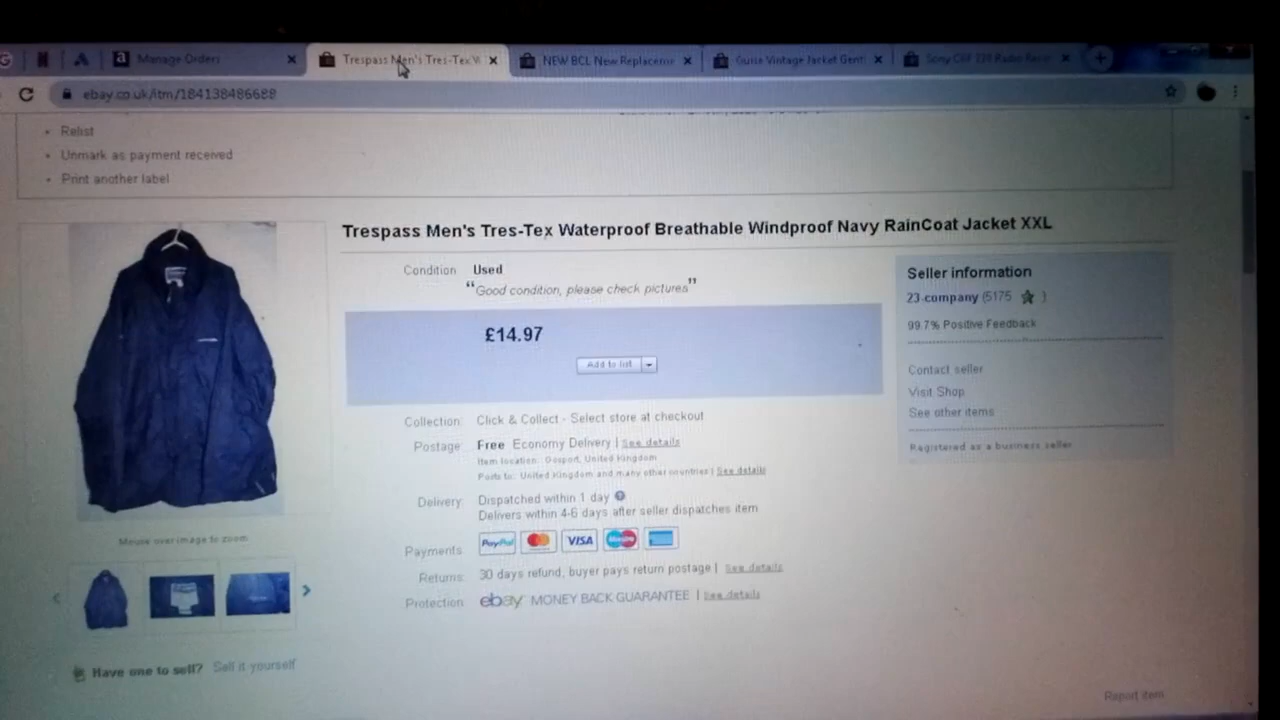 Manage Orders
Trespass Men's Tres-Tex W
NEW BCL New Replaceme
Guise Vintage Jacket Gent
Sony
Radio
ebay.co.uk/itm/184138486688
Relist
Unmark as payment received
Print another label
Trespass Men's Tres-Tex Waterproof Breathable Windproof Navy RainCoat Jacket XXL
Condition Used
"Good condition, please check pictures"
£14.97
Add to list
Collection: Click & Collect - Select store at checkout
Postage: Free Economy Delivery | See details
Item location: Gosport, United Kingdom
Posts to: United Kingdom and many other countries | See details
Delivery: Dispatched within 1 day
Delivers within 4-6 days after seller dispatches item
Payments PayPal VISA Maestro
Returns: 30 days refund, buyer pays return postage | See details
Protection ebay MONEY BACK GUARANTEE | See details
Seller information
23-company (5175 )
99.7% Positive Feedback
Contact seller
Visit Shop
See other items
Registered as a business seller
Mouse over image to zoom
Have one to sell? Sell it yourself
Report item